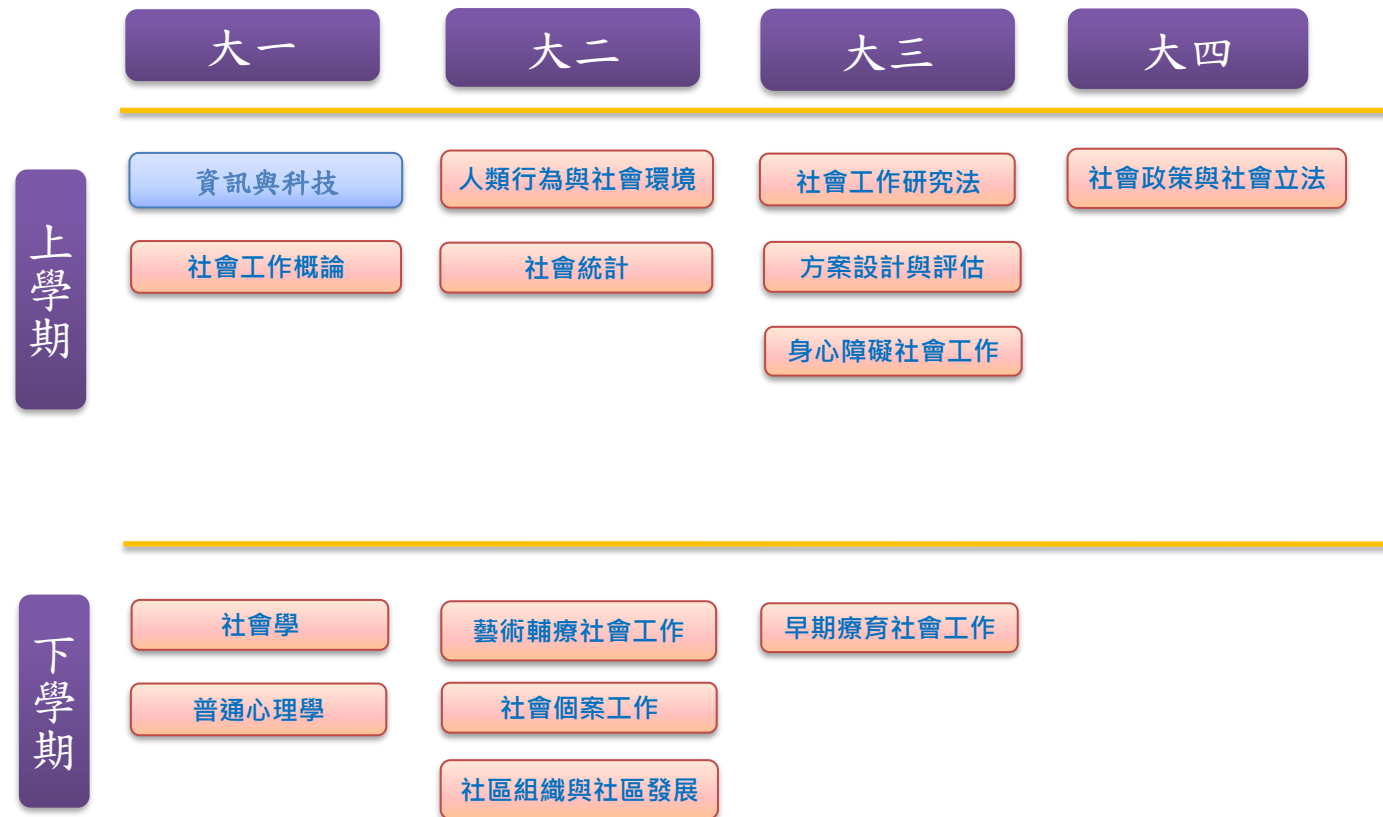 大一
大二
大三
大四
上學期
資訊與科技
人類行為與社會環境
社會工作研究法
社會政策與社會立法
社會工作概論
社會統計
方案設計與評估
身心障礙社會工作
下學期
社會學
藝術輔療社會工作
早期療育社會工作
普通心理學
社會個案工作
社區組織與社區發展